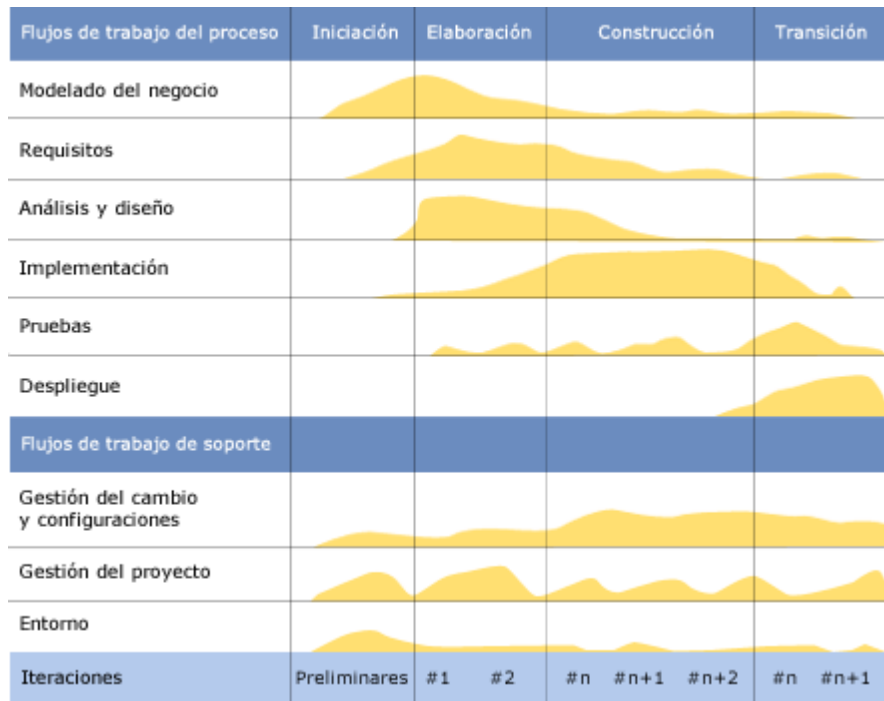 Flujos de trabajo del proceso Iniciación Elaboración Construcción Transición
Modelado del negocio
Requisitos
Análisis y diseño
Implementación
Pruebas
Despliegue
Flujos de trabajo de soporte
Gestión del cambio
y configuraciones
Gestión del proyecto
Entorno
Iteraciones Preliminares #1 #2 #n #n+1 #n+2 #n #n+1